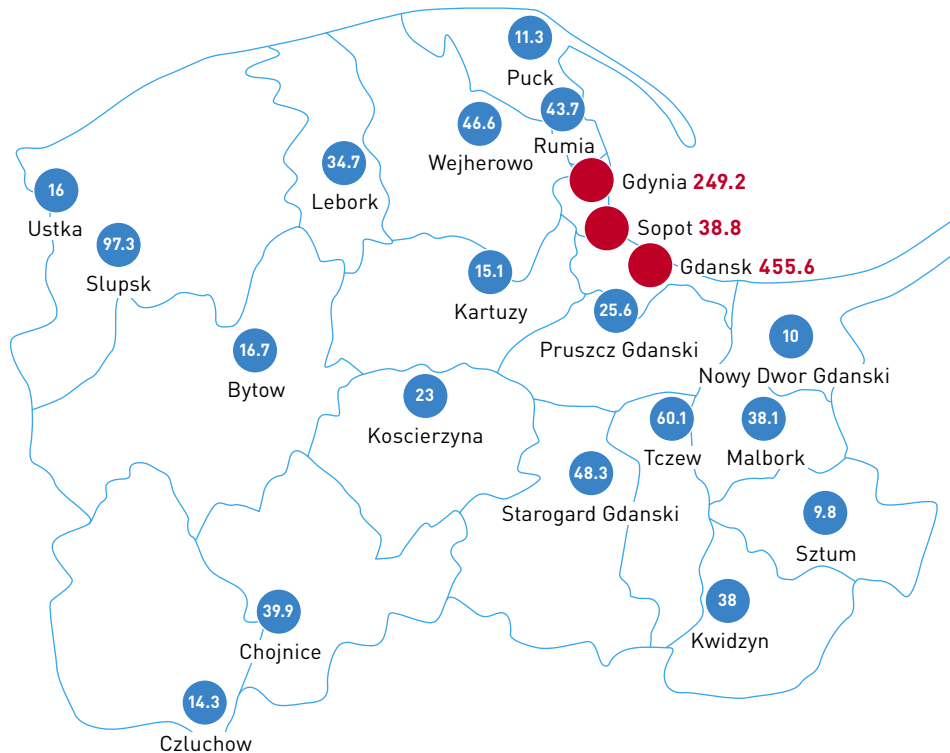 11.3
Puck
43.7
Rumia
46.6
Wejherowo
34.7
Lebork
Gdynia 249.2
16
Ustka
Sopot 38.8
97.3
Slupsk
Gdansk 455.6
15.1
Kartuzy
25.6
Pruszcz Gdanski
10
Nowy Dwor Gdanski
16.7
Bytow
23
Koscierzyna
60.1
Tczew
38.1
Malbork
48.3
Starogard Gdanski
9.8
Sztum
38
Kwidzyn
39.9
Chojnice
14.3
Czluchow